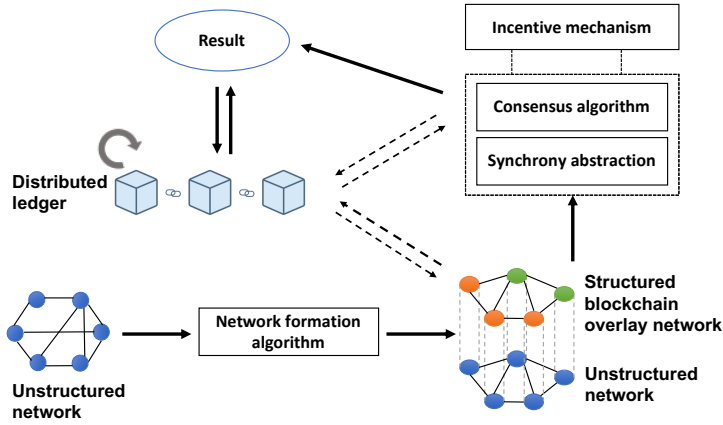 Result
Incentive mechanism
Consensus algorithm
Synchrony abstraction
Distributed
ledger
Structured
blockchain
overlay network
Network formation
algorithm
Unstructured
network
Unstructured
network